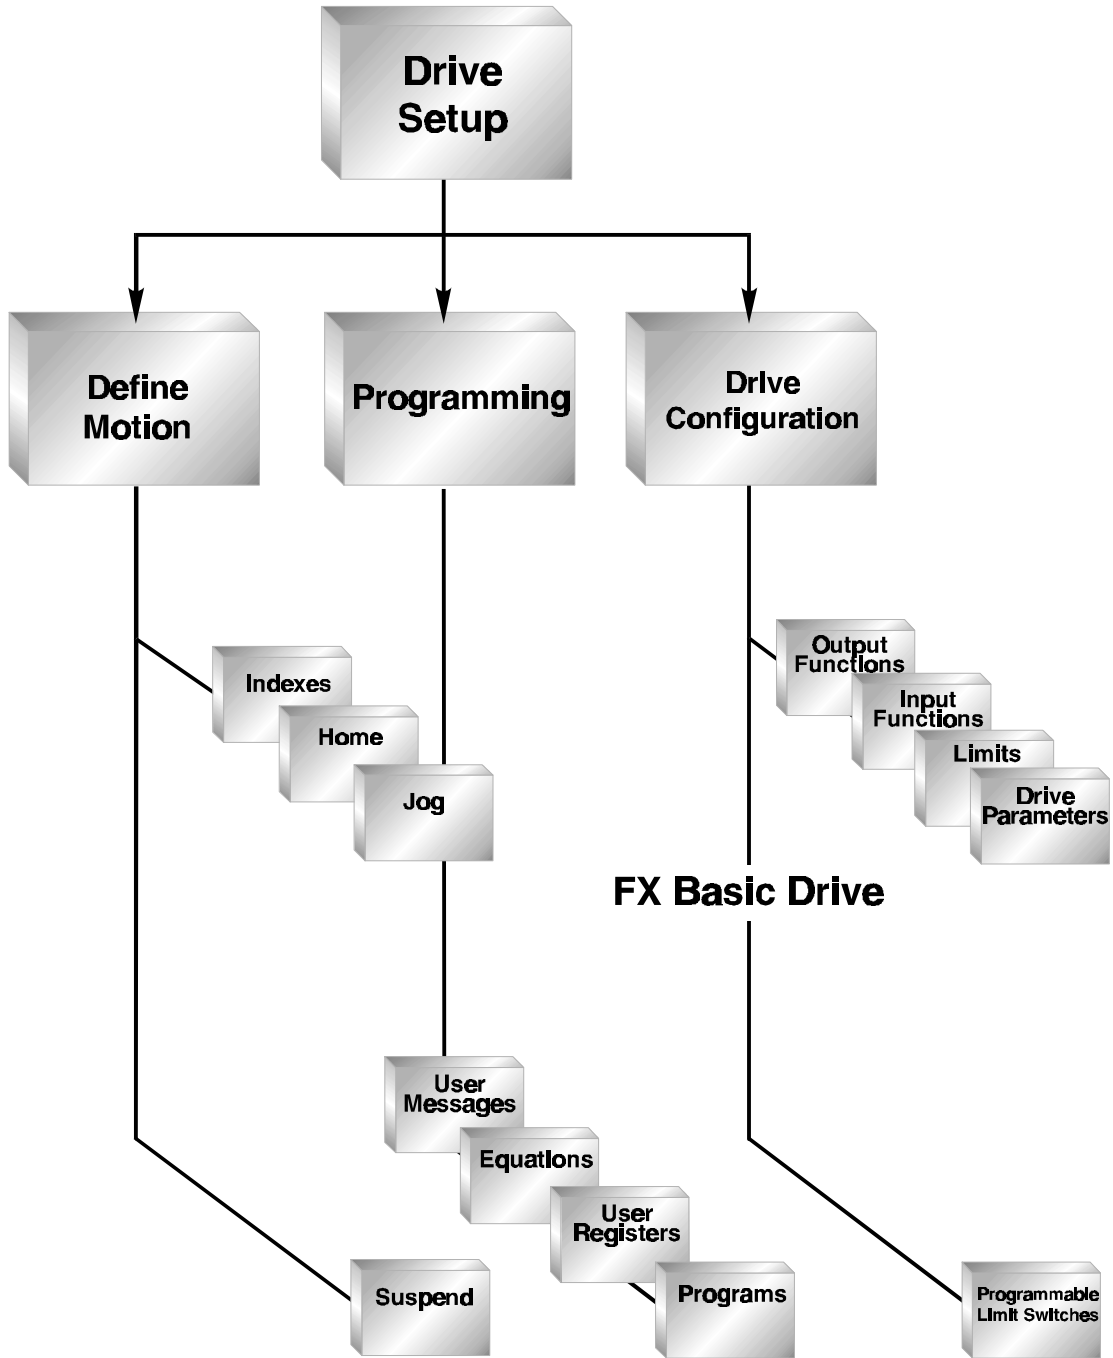 Drive
Setup
Define
Motion
Programming
Drive
Configuration
Indexes
Home
Jog
Output
Functions
Input
Functions
Limits
Drive
Parameters
FX Basic Drive
User
Messages
Equations
User
Registers
Programs
Suspend
Programmable
Limit Switches